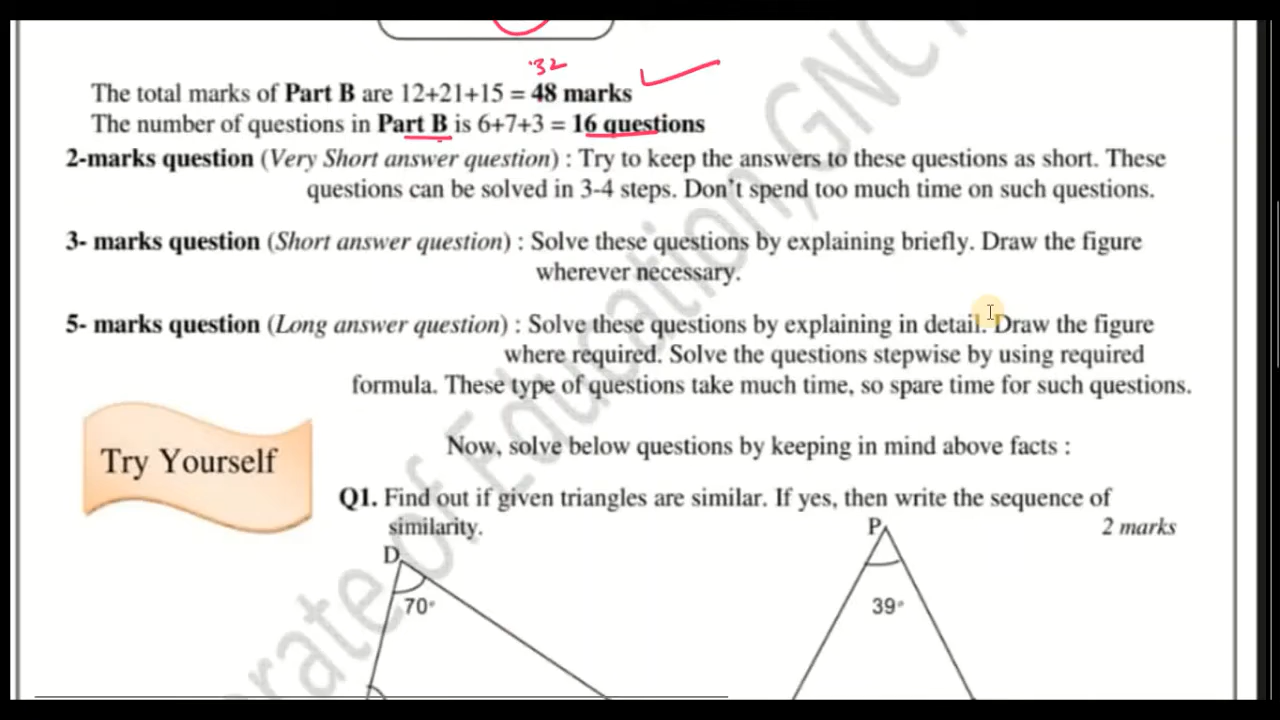 32
The total marks of Part B are 12+21+15 = 48 marks
The number of questions in Part B is 6+7+3 = 16 questions
2-marks question (Very Short answer question) : Try to keep the answers to these questions as short. These
questions can be solved in 3-4 steps. Don't spend too much time on such questions.
3- marks question (Short answer question) : Solve these questions by explaining briefly. Draw the figure
wherever necessary.
5- marks question (Long answer question) : Solve these questions by explaining in detail. Draw the figure
where required. Solve the questions stepwise by using required
formula. These type of questions take much time, so spare time for such questions.
Try Yourself
Now, solve below questions by keeping in mind above facts :
Q1. Find out if given triangles are similar. If yes, then write the sequence of
similarity.
2 marks
D
P
70°
39°
of Education, GNCT